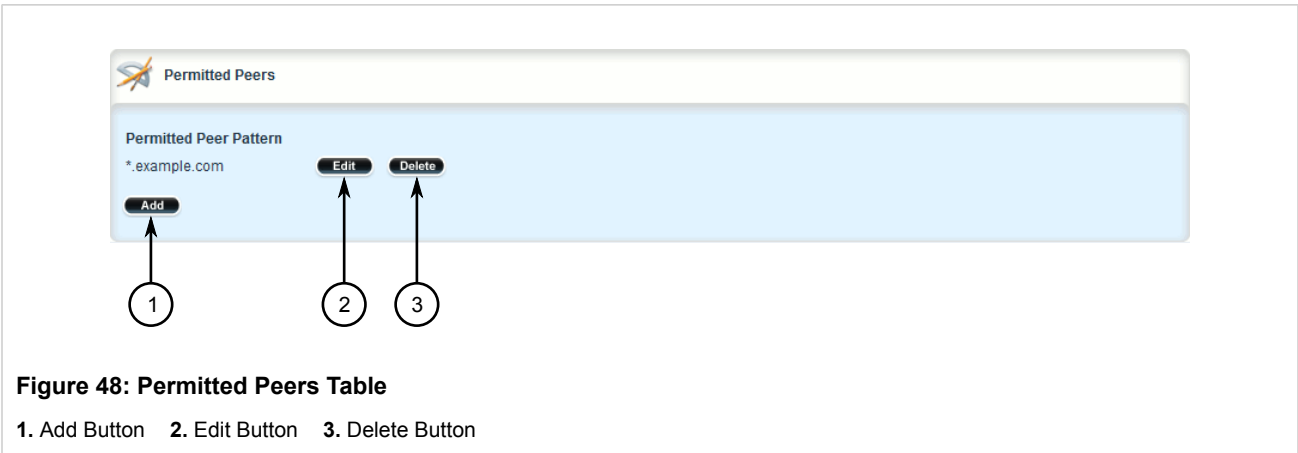 Permitted Peers
Permitted Peer Pattern
*.example.com Edit Delete
Add
1 2 3
Figure 48: Permitted Peers Table
1. Add Button 2. Edit Button 3. Delete Button